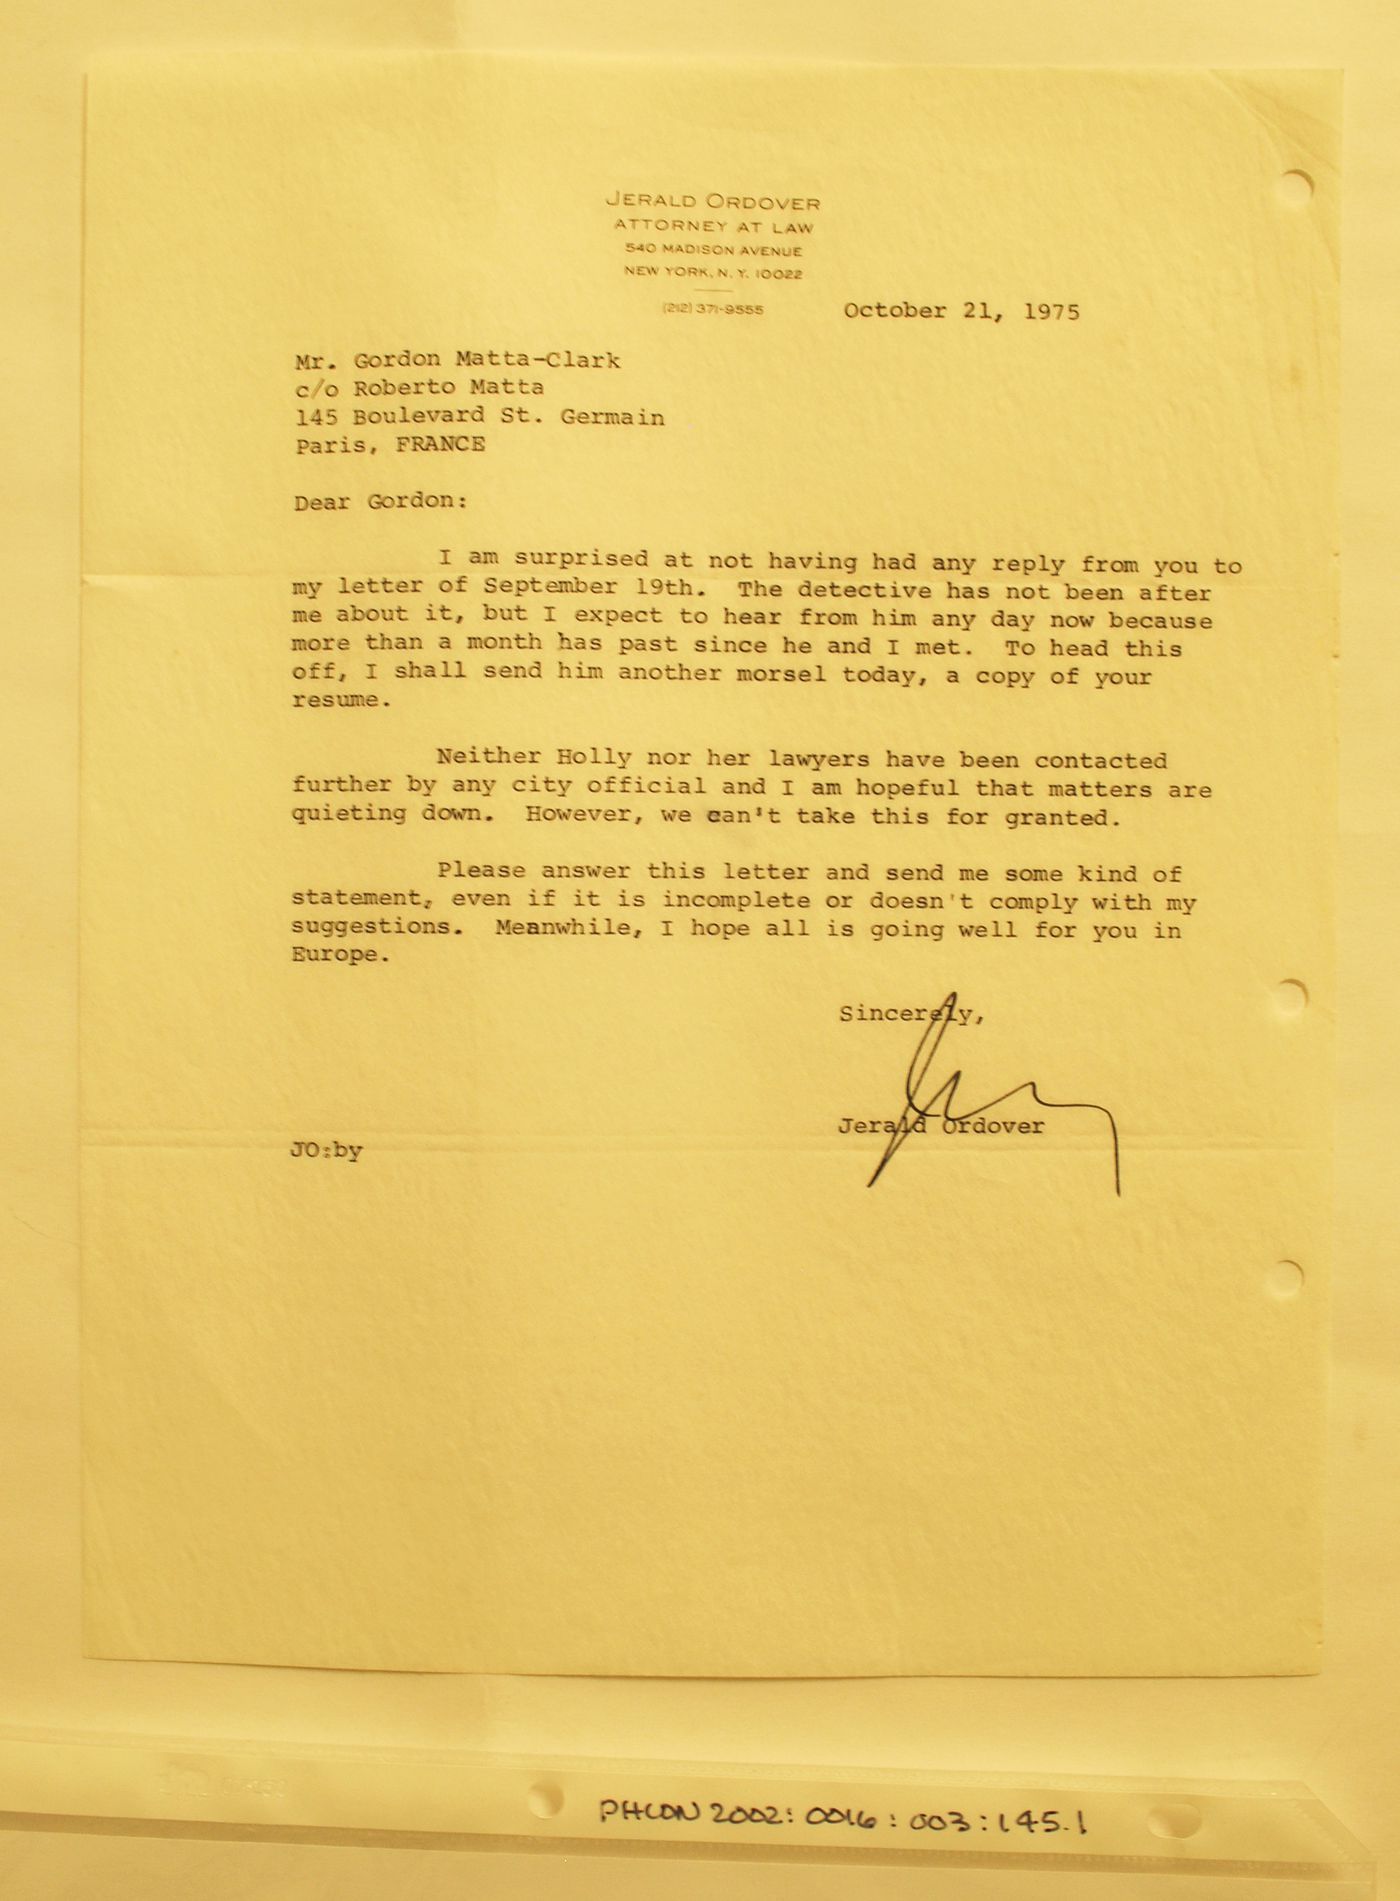 JERALD ORDOVER
ATTORNEY AT LAW
540 MADISON AVENUE
NEW YORK, N. Y. 10022
(212) 371-9555
October 21, 1975
Mr. Gordon Matta-Clark
c/o Roberto Matta
145 Boulevard St. Germain
Paris, FRANCE
Dear Gordon:
I am surprised at not having had any reply from you to
my letter of September 19th. The detective has not been after
me about it, but I expect to hear from him any day now because
more than a month has past since he and I met. To head this
off, I shall send him another morsel today, a copy of your
resume.
Neither Holly nor her lawyers have been contacted
further by any city official and I am hopeful that matters are
quieting down. However, we can't take this for granted.
Please answer this letter and send me some kind of
statement, even if it is incomplete or doesn't comply with my
suggestions. Meanwhile, I hope all is going well for you in
Europe.
Sincerely,
Jerald Ordover
JO:by
PHCON2002:0016:003:145.1